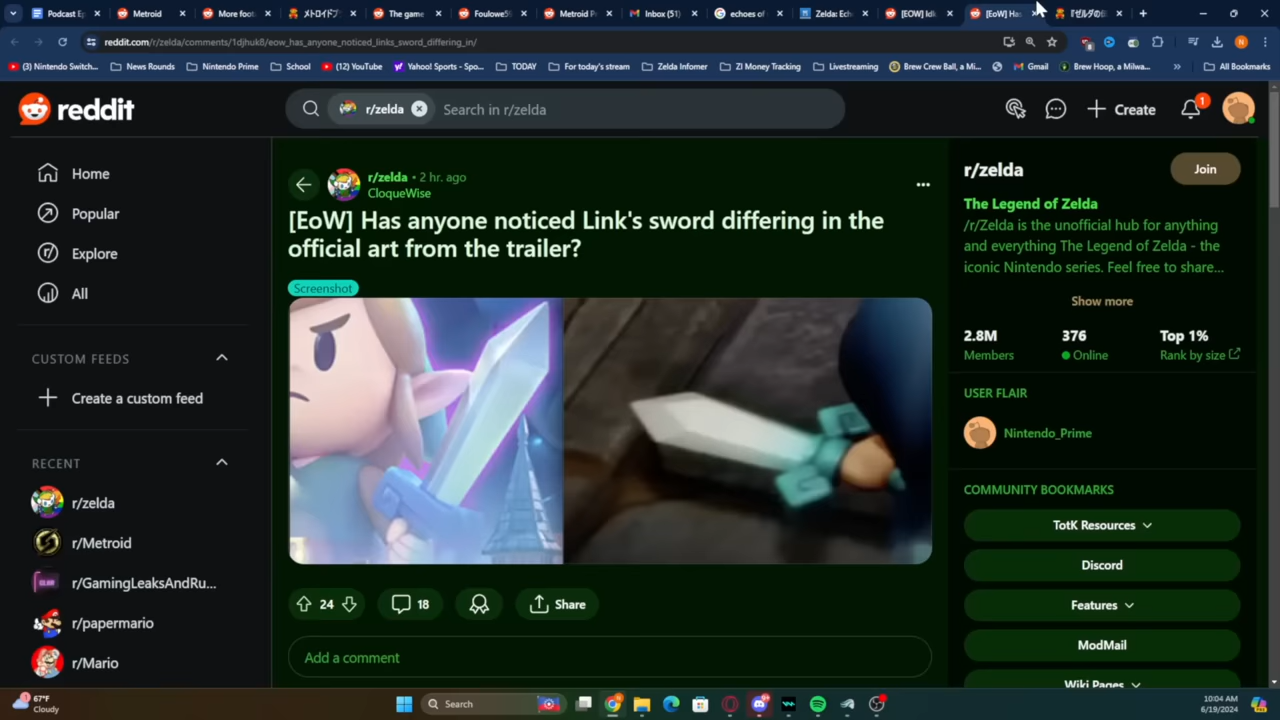 Podcast Ep
Metroid
More foot
メトロイドプ
The game
Foulowe59
Metroid P
Inbox (51)
echoes of
Zelda: Ech
[EOW] Idl
[EoW] Has
reddit.com/r/zelda/comments/1djhuk8/eow_has_anyone_noticed_links_sword_differing_in/
(3) Nintendo Switch...
News Rounds
Nintendo Prime
School
(12) YouTube
Yahoo! Sports - Spo...
TODAY
For today's stream
Zelda Infomer
ZI Money Tracking
Livestreaming
Brew Crew Ball, a Mi...
Gmail
Brew Hoop, a Milwa...
»
All Bookmarks
reddit
r/zelda
Search in r/zelda
Create
1
Home
Popular
Explore
All
CUSTOM FEEDS
Create a custom feed
RECENT
r/zelda
r/Metroid
r/GamingLeaksAndRu...
r/papermario
r/Mario
r/zelda • 2 hr. ago
CloqueWise
[EoW] Has anyone noticed Link's sword differing in the
official art from the trailer?
Screenshot
24
18
Share
Add a comment
r/zelda
Join
The Legend of Zelda
/r/Zelda is the unofficial hub for anything
and everything The Legend of Zelda - the
iconic Nintendo series. Feel free to share...
Show more
2.8M
376
Top 1%
Members
Online
Rank by size
USER FLAIR
Nintendo_Prime
COMMUNITY BOOKMARKS
TotK Resources
Discord
Features
ModMail
Wiki Pages
67°F
Cloudy
Search
10:04 AM
6/19/2024